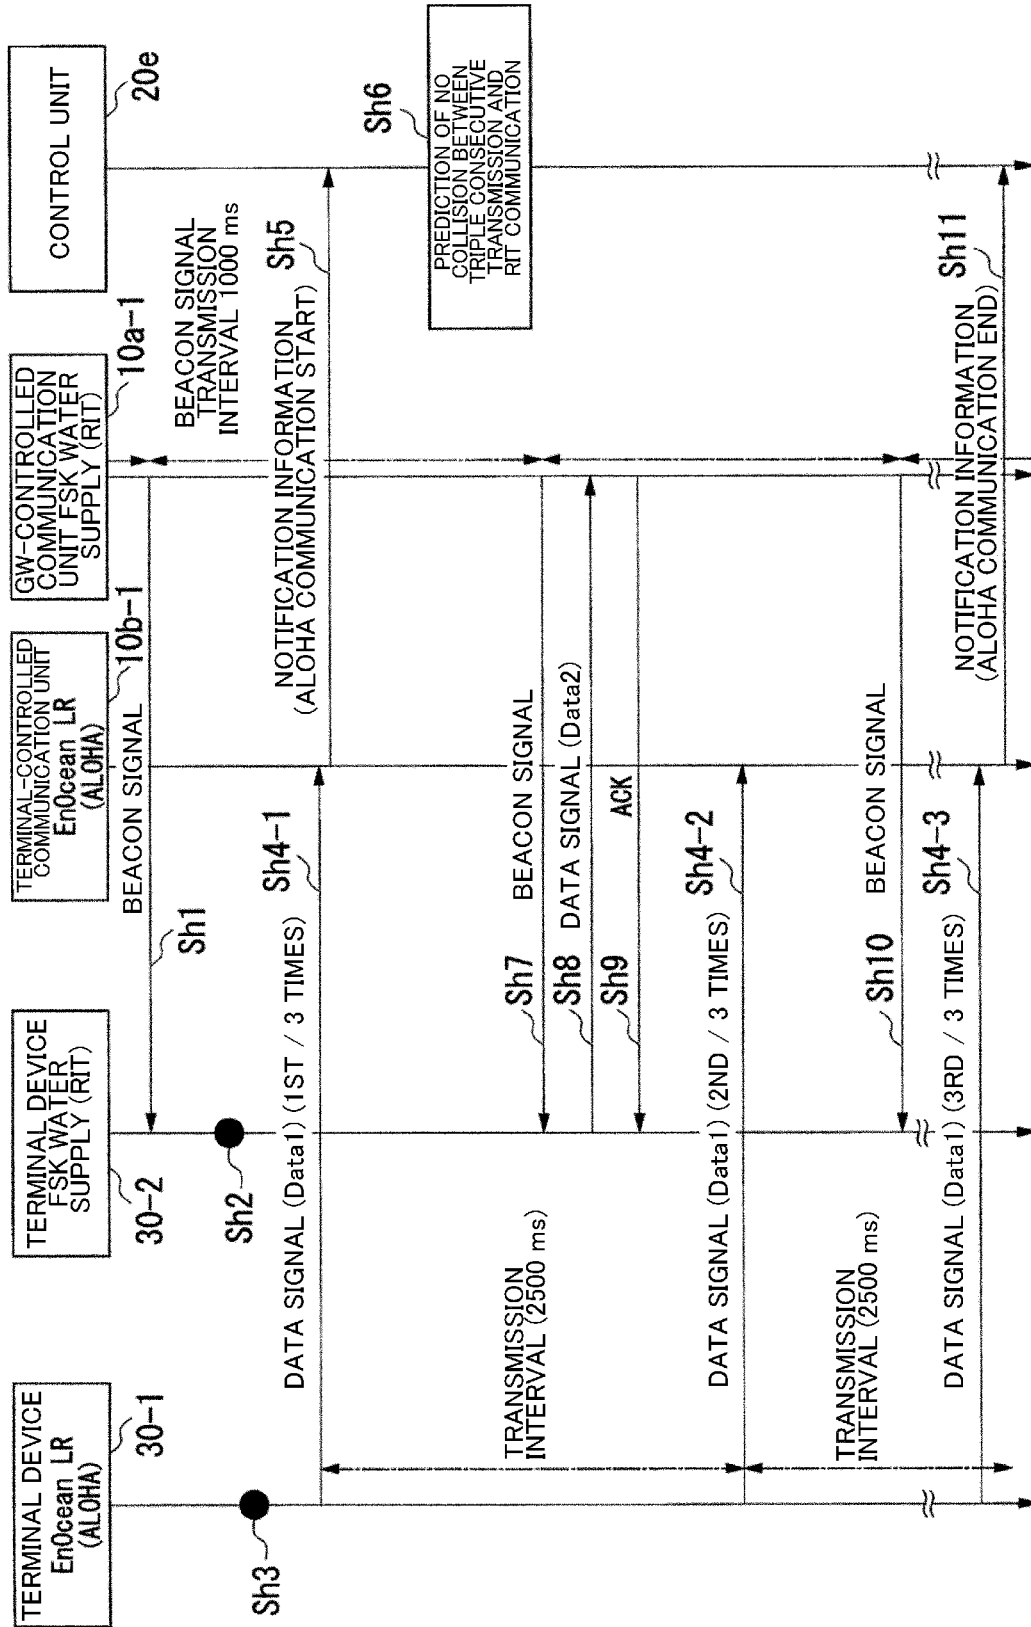 TERMINAL DEVICE
EnOcean LR
(ALOHA)
30-1
TERMINAL DEVICE
FSK WATER
SUPPLY (RIT)
30-2
TERMINAL-CONTROLLED
COMMUNICATION UNIT
EnOcean LR
(ALOHA)
10b-1
GW-CONTROLLED
COMMUNICATION
UNIT FSK WATER
SUPPLY (RIT)
10a-1
CONTROL UNIT
20e
BEACON SIGNAL
Sh1
BEACON SIGNAL
TRANSMISSION
INTERVAL 1000 ms
Sh2
Sh3
DATA SIGNAL (Data1) (1ST / 3 TIMES)
Sh4-1
NOTIFICATION INFORMATION
(ALOHA COMMUNICATION START)
Sh5
PREDICTION OF NO
COLLISION BETWEEN
TRIPLE CONSECUTIVE
TRANSMISSION AND
RIT COMMUNICATION
Sh6
TRANSMISSION
INTERVAL (2500 ms)
Sh7
BEACON SIGNAL
Sh8
DATA SIGNAL (Data2)
Sh9
ACK
DATA SIGNAL (Data1) (2ND / 3 TIMES)
Sh4-2
TRANSMISSION
INTERVAL (2500 ms)
Sh10
BEACON SIGNAL
DATA SIGNAL (Data1) (3RD / 3 TIMES)
Sh4-3
NOTIFICATION INFORMATION
(ALOHA COMMUNICATION END)
Sh11